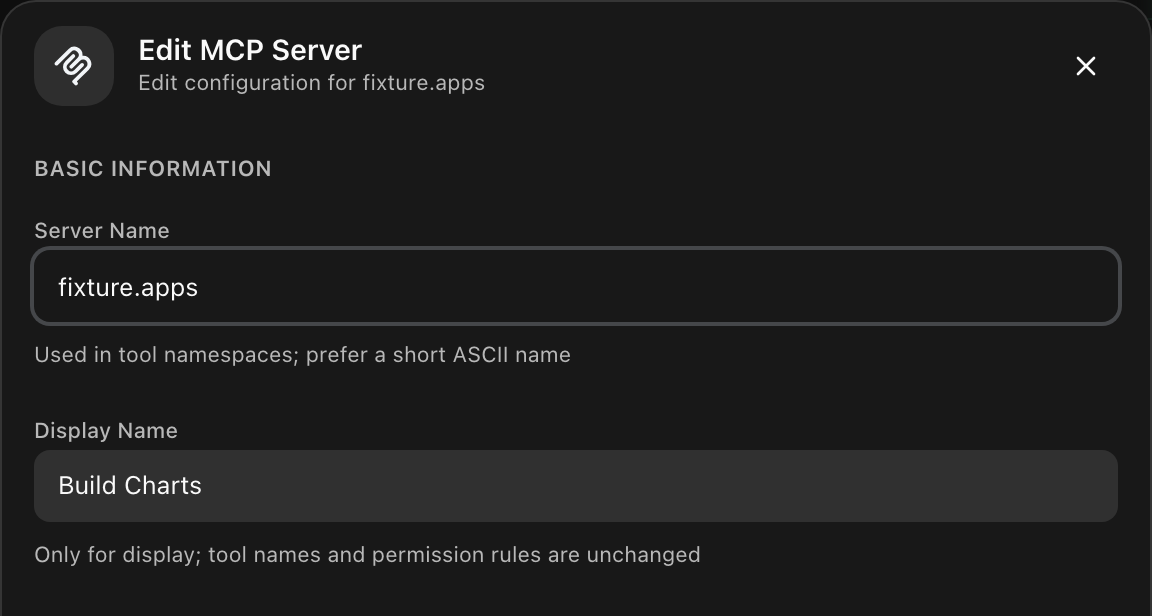 Edit MCP Server
Edit configuration for fixture.apps
BASIC INFORMATION
Server Name
fixture.apps
Used in tool namespaces; prefer a short ASCII name
Display Name
Build Charts
Only for display; tool names and permission rules are unchanged